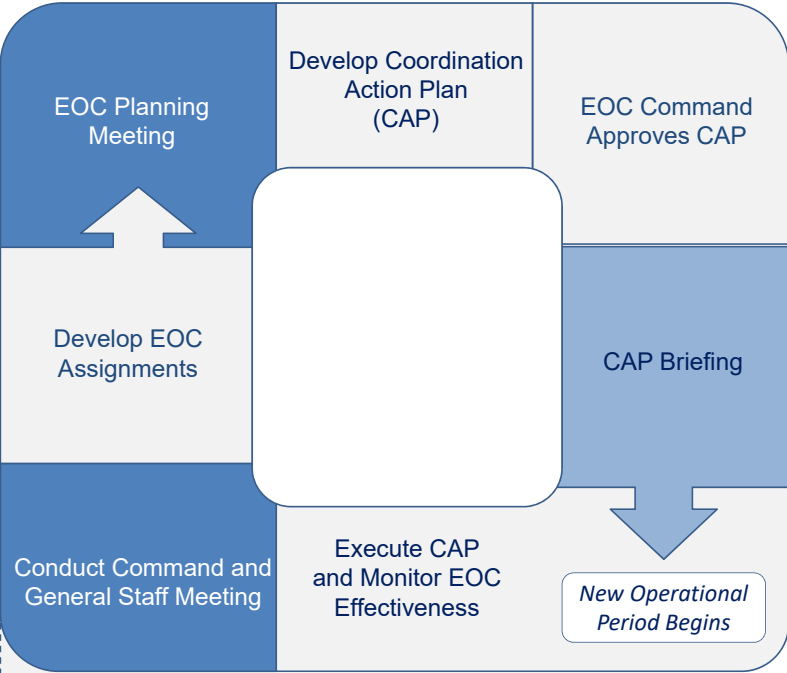 EOC Planning
Meeting
Develop Coordination
Action Plan
(CAP)
EOC Command
Approves CAP
Develop EOC
Assignments
CAP Briefing
Conduct Command and
General Staff Meeting
Execute CAP
and Monitor EOC
Effectiveness
New Operational
Period Begins